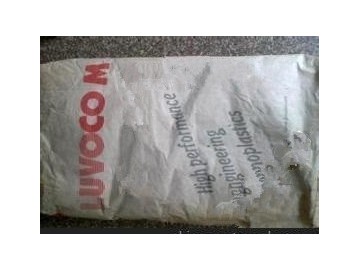 LUVOCOM
High performance
engineering
thermoplastics